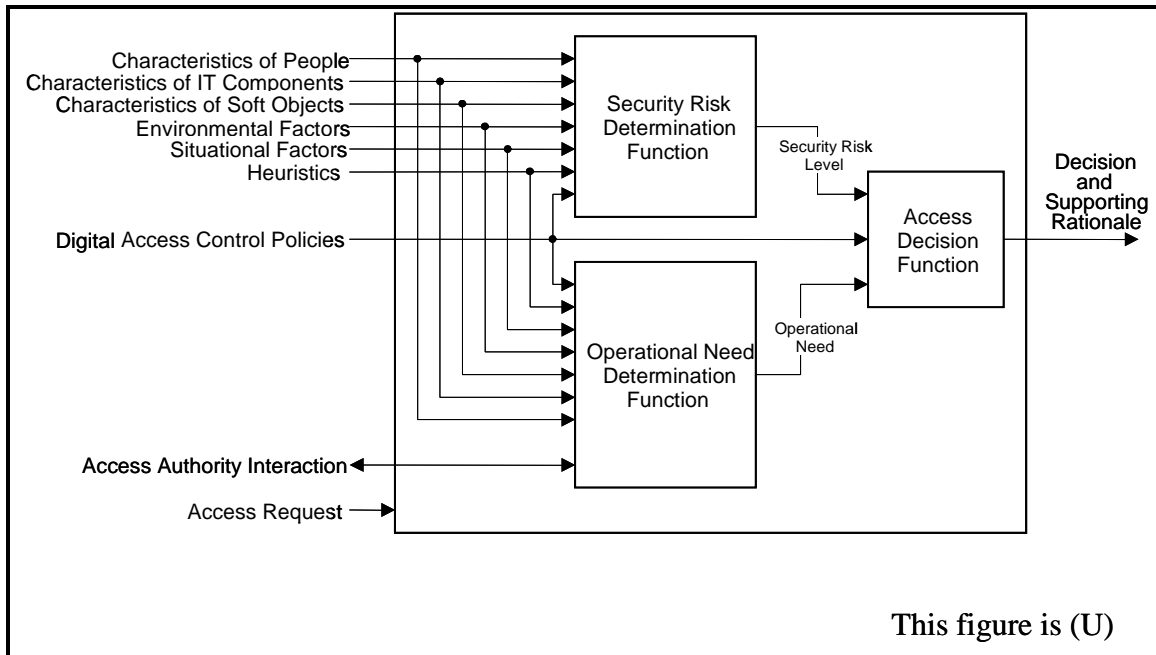 Characteristics of People
Characteristics of IT Components
Characteristics of Soft Objects
Environmental Factors
Situational Factors
Heuristics
Digital Access Control Policies
Access Authority Interaction
Access Request
Security Risk
Determination
Function
Operational Need
Determination
Function
Security Risk
Level
Operational
Need
Access
Decision
Function
Decision
and
Supporting
Rationale
This figure is (U)